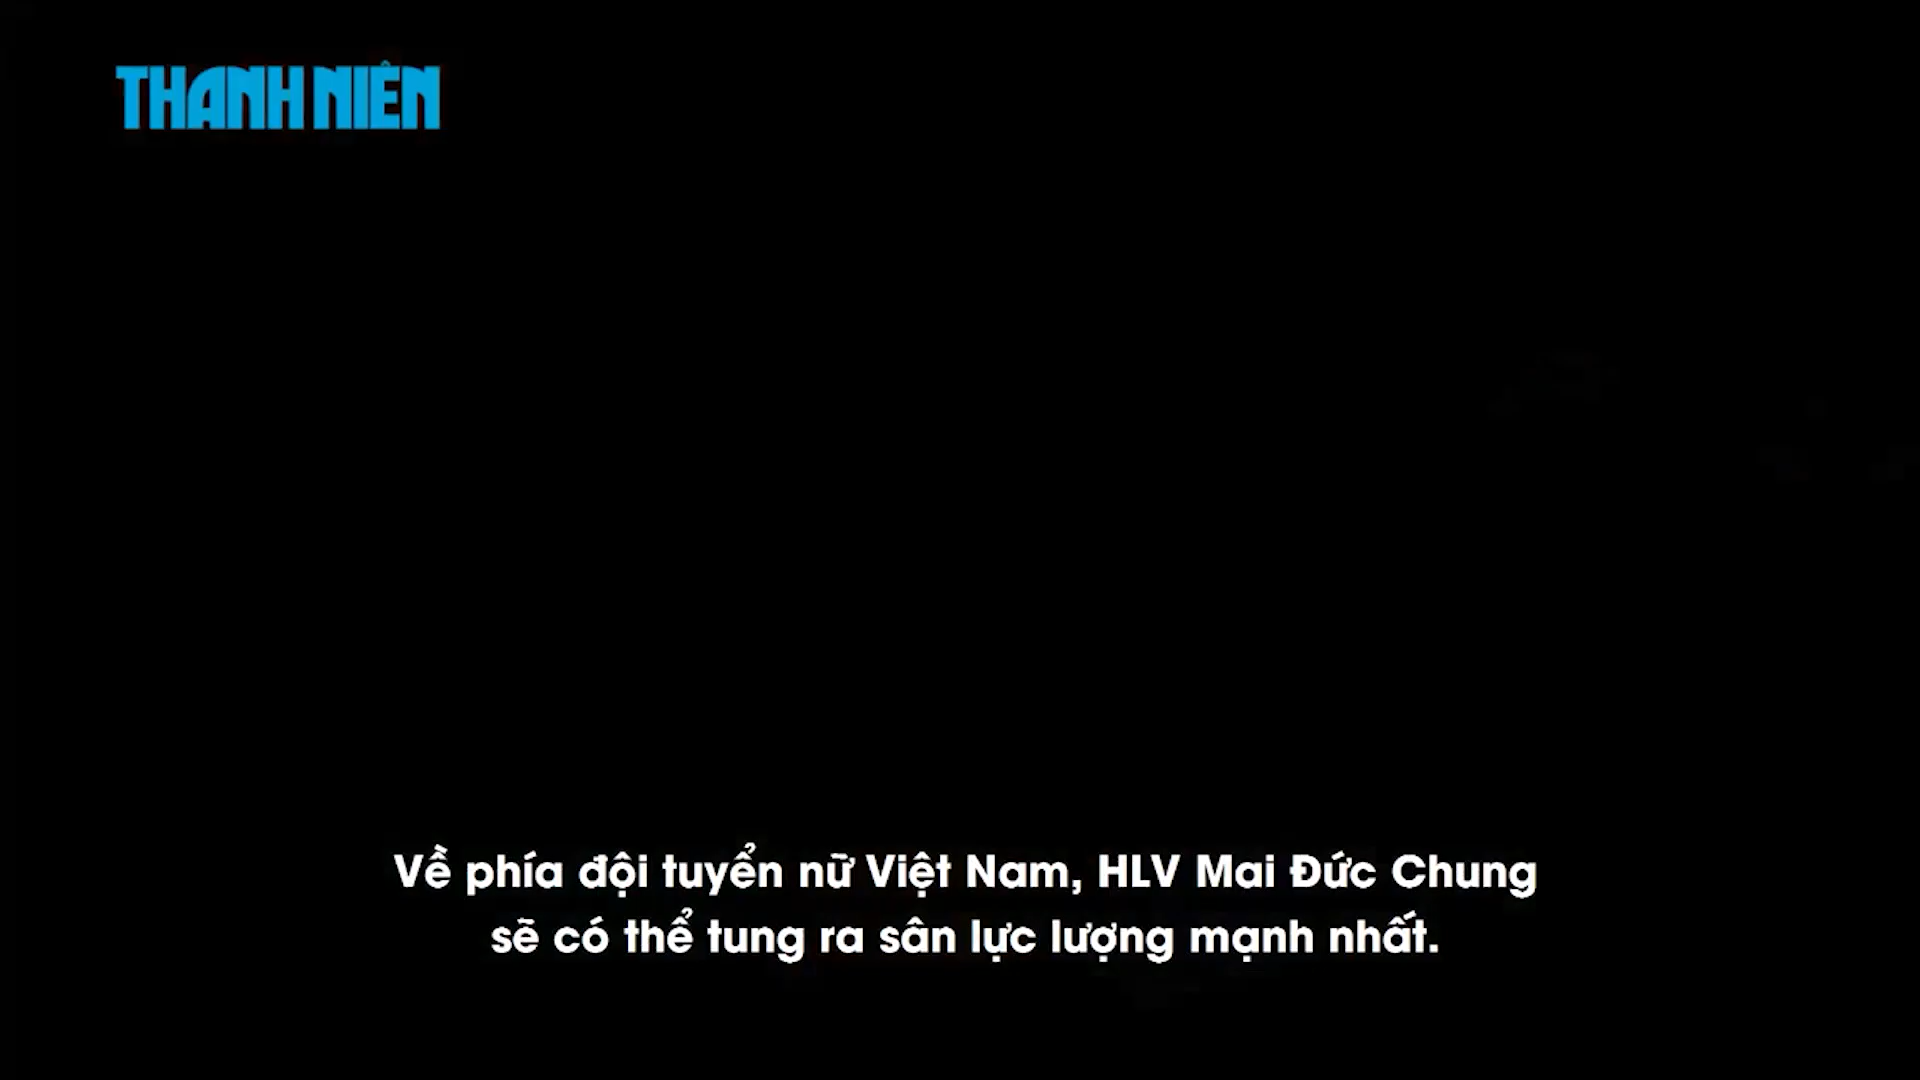 THANH NIÊN
Về phía đội tuyển nữ Việt Nam, HLV Mai Đức Chung
sẽ có thể tung ra sân lực lượng mạnh nhất.